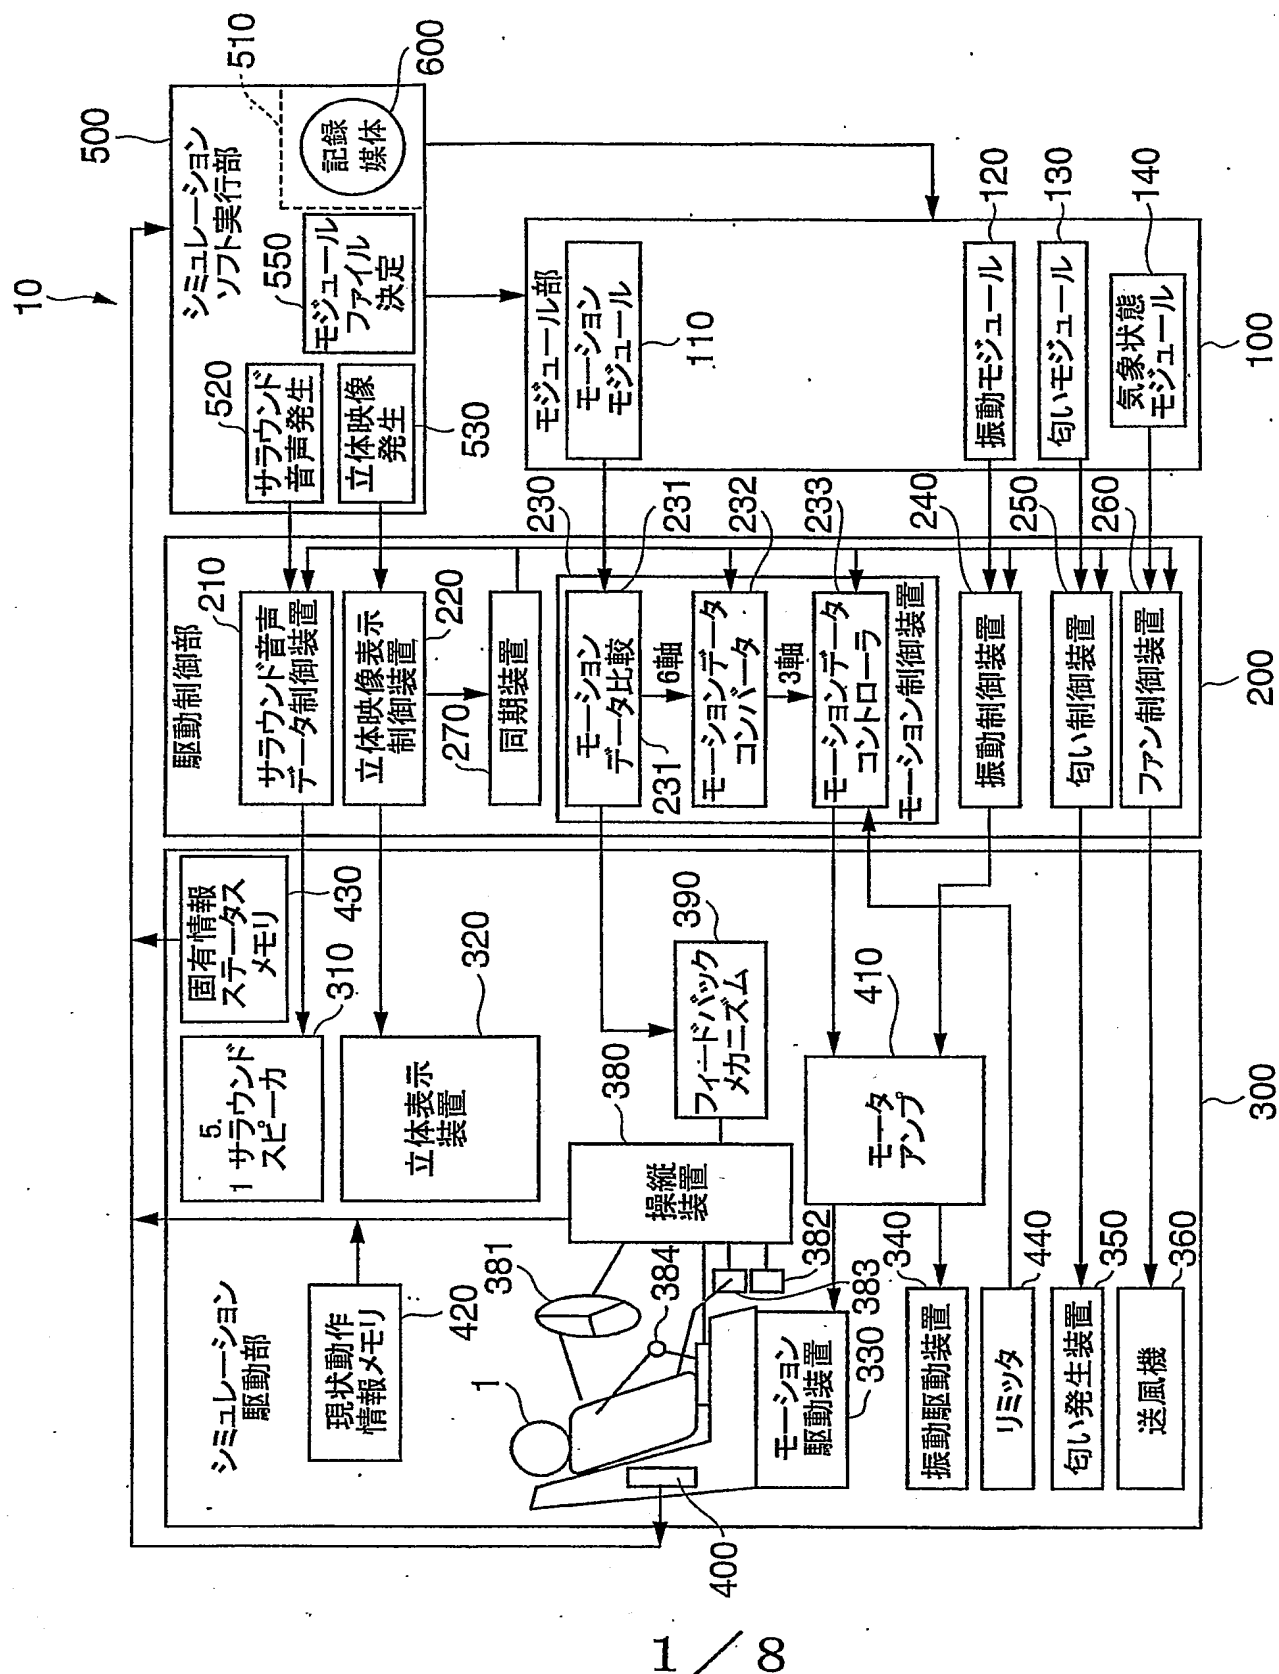 10
500
シミュレーション
ソフト実行部
510
記録
媒体
600
520
サラウンド
音声発生
立体映像
発生
530
550
モジュール
ファイル
決定
モジュール部
モーション
モジュール
110
振動モジュール
120
匂いモジュール
130
気象状態
モジュール
140
100
駆動制御部
210
サラウンド音声
データ制御装置
立体映像表示
制御装置
220
270
同期装置
230
モーション
データ比較
231
231
6軸
モーションデータ
コンバータ
232
3軸
モーションデータ
コントローラ
233
モーション制御装置
240
振動制御装置
250
匂い制御装置
260
ファン制御装置
200
シミュレーション
駆動部
固有情報
ステータス
メモリ
430
5.
1 サラウンド
スピーカ
310
立体表示
装置
320
現状動作
情報メモリ
420
380
操縦
装置
フィードバック
メカニズム
390
410
モータ
アンプ
381
384
382
383
1
400
モーション
駆動装置
330
340
振動駆動装置
リミッタ
440
匂い発生装置
350
送風機
360
300
1/8